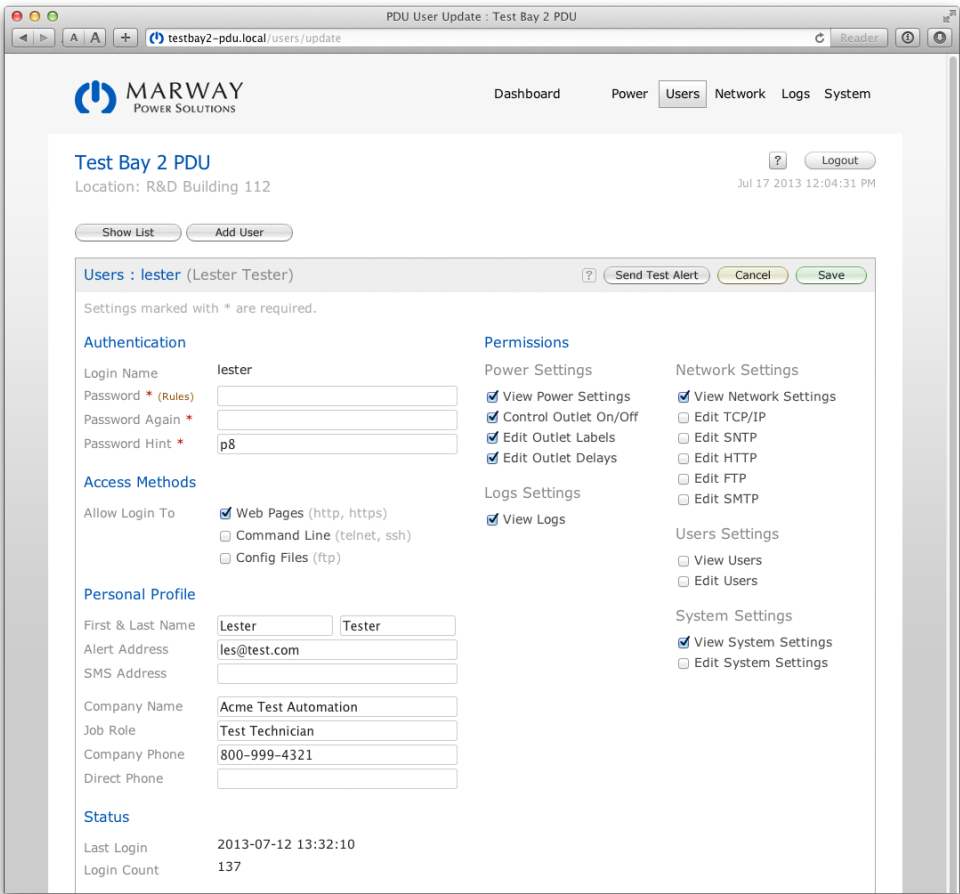 PDU User Update : Test Bay 2 PDU
A A + testbay2-pdu.local/users/update Reader
MARWAY
POWER SOLUTIONS
Dashboard Power Users Network Logs System
Test Bay 2 PDU ? Logout
Location: R&D Building 112 Jul 17 2013 12:04:31 PM
Show List Add User
Users : lester (Lester Tester) ? Send Test Alert Cancel Save
Settings marked with * are required.
Authentication
Login Name lester
Password * (Rules)
Password Again *
Password Hint * p8
Access Methods
Allow Login To Web Pages (http, https)
Command Line (telnet, ssh)
Config Files (ftp)
Personal Profile
First & Last Name Lester Tester
Alert Address les@test.com
SMS Address
Company Name Acme Test Automation
Job Role Test Technician
Company Phone 800-999-4321
Direct Phone
Status
Last Login 2013-07-12 13:32:10
Login Count 137
Permissions
Power Settings
View Power Settings
Control Outlet On/Off
Edit Outlet Labels
Edit Outlet Delays
Logs Settings
View Logs
Network Settings
View Network Settings
Edit TCP/IP
Edit SNTP
Edit HTTP
Edit FTP
Edit SMTP
Users Settings
View Users
Edit Users
System Settings
View System Settings
Edit System Settings